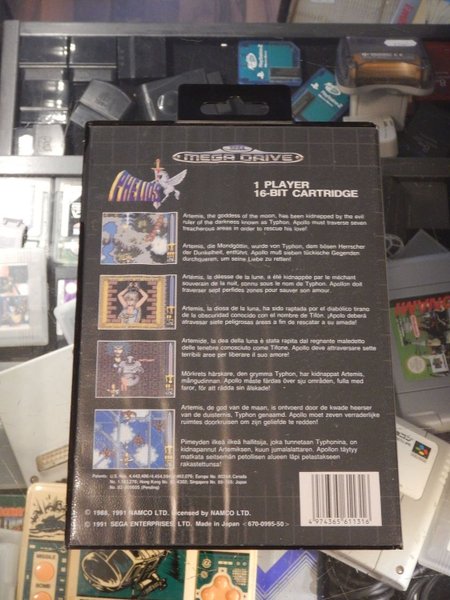 SEGA
MEGA DRIVE
PHELIOS
1 PLAYER
16-BIT CARTRIDGE
Artemis, the goddess of the moon, has been kidnapped by the evil
ruler of the darkness known as Typhon. Apollo must traverse seven
treacherous areas in order to rescue his love!
Artemis, die Mondgöttin, wurde von Typhon, dem bösen Herrscher
der Dunkelheit, entführt. Apollo muß sieben tückische Gegenden
durchqueren, um seine Liebe zu retten!
Artémis, la déesse de la lune, a été kidnappée par le méchant
souverain de la nuit, connu sous le nom de Typhon. Apollon doit
traverser sept perfides zones pour sauver son amour.
Artemis, la diosa de la luna, ha sido raptada por el diabólico tirano
de la obscuridad conocido con el nombre de Tifón. ¡Apolo deberá
atravesar siete peligrosas áreas a fin de rescatar a su amada!
Artemide, la dea della luna è stata rapita dal regnante maledetto
delle tenebre conosciuto come Tifone. Apollo deve attraversare sette
terribili aree per liberare il suo amore!
Mörkrets härskare, den grymma Typhon, har kidnappat Artemis,
mångudinnan. Apollo måste färdas över sju områden, fulla med
faror, för att rädda sin älskade!
Artemis, de god van de maan, is ontvoerd door de kwade heerser
van de duisternis, Typhon genaamd. Apollo moet zeven verraderlijke
ruimtes doorkruisen om zijn geliefde te redden!
Pimeyden ilkeä ilkeä hallitsija, joka tunnetaan Typhonina, on
kidnapannut Artemiksen, kuun jumalalattaren. Apollon täytyy
matkata seitsemän petollisen alueen läpi pelastakseen
rakastettunsa!
© 1988, 1991 NAMCO LTD. Licensed by NAMCO LTD.
© 1991 SEGA ENTERPRISES, LTD. Made in Japan <670-0995-50>
4 974365 611316
BOMB